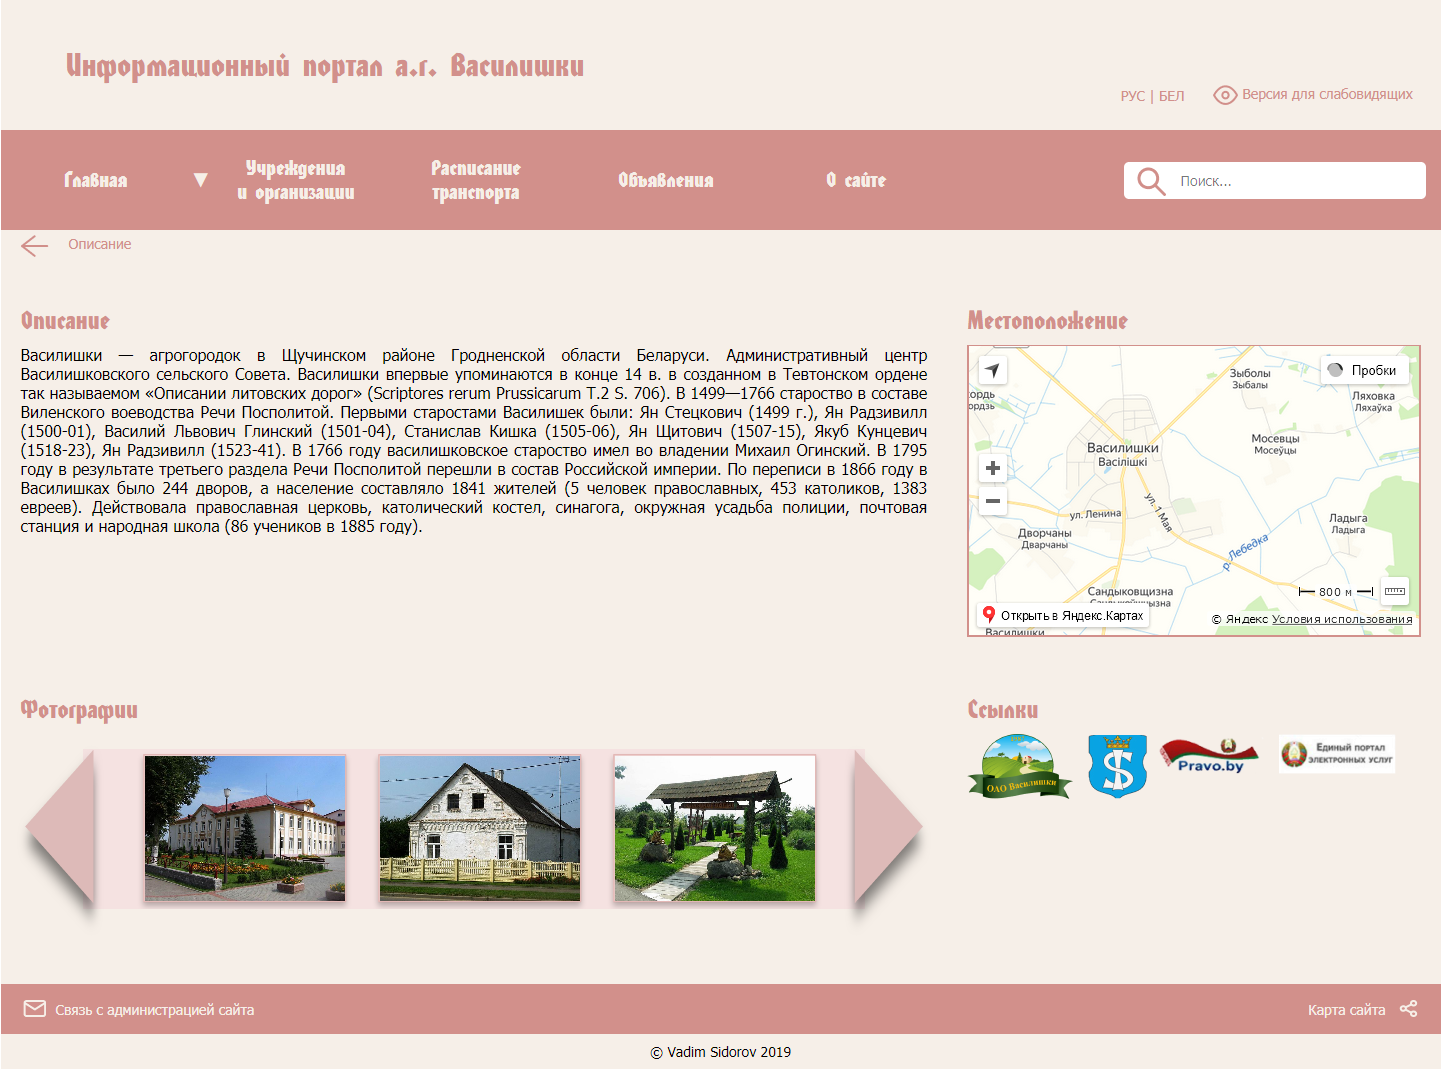 Информационный портал а.г. Василишки
РУС | БЕЛ
Версия для слабовидящих
Главная
▼
Учреждения
и организации
Расписание
транспорта
Объявления
О сайте
Поиск...
Описание
Описание
Василишки — агрогородок в Щучинском районе Гродненской области Беларуси. Административный центр
Василишковского сельского Совета. Василишки впервые упоминаются в конце 14 в. в созданном в Тевтонском ордене
так называемом «Описании литовских дорог» (Scriptores rerum Prussicarum T.2 S. 706). В 1499—1766 староство в составе
Виленского воеводства Речи Посполитой. Первыми старостами Василишек были: Ян Стецкович (1499 г.), Ян Радзивилл
(1500-01), Василий Львович Глинский (1501-04), Станислав Кишка (1505-06), Ян Щитович (1507-15), Якуб Кунцевич
(1518-23), Ян Радзивилл (1523-41). В 1766 году василишковское староство имел во владении Михаил Огинский. В 1795
году в результате третьего раздела Речи Посполитой перешли в состав Российской империи. По переписи в 1866 году в
Василишках было 244 дворов, а население составляло 1841 жителей (5 человек православных, 453 католиков, 1383
евреев). Действовала православная церковь, католический костел, синагога, окружная усадьба полиции, почтовая
станция и народная школа (86 учеников в 1885 году).
Местоположение
Пробки
Зыболы
Зыбалы
Ляховка
Ляхаўка
ордь
ордзь
Мосевцы
Мосеўцы
Василишки
Васілішкі
ул. 1 Мая
ул. Ленина
Ладыга
Ладыга
Дворчаны
Дварчаны
р. Лебедка
Сандыковщизна
800 м
Открыть в Яндекс.Картах
© Яндекс Условия использования
Василишки
Фотографии
Ссылки
ОАО Василишки
Pravo.by
Единый портал
электронных услуг
Связь с администрацией сайта
Карта сайта
© Vadim Sidorov 2019